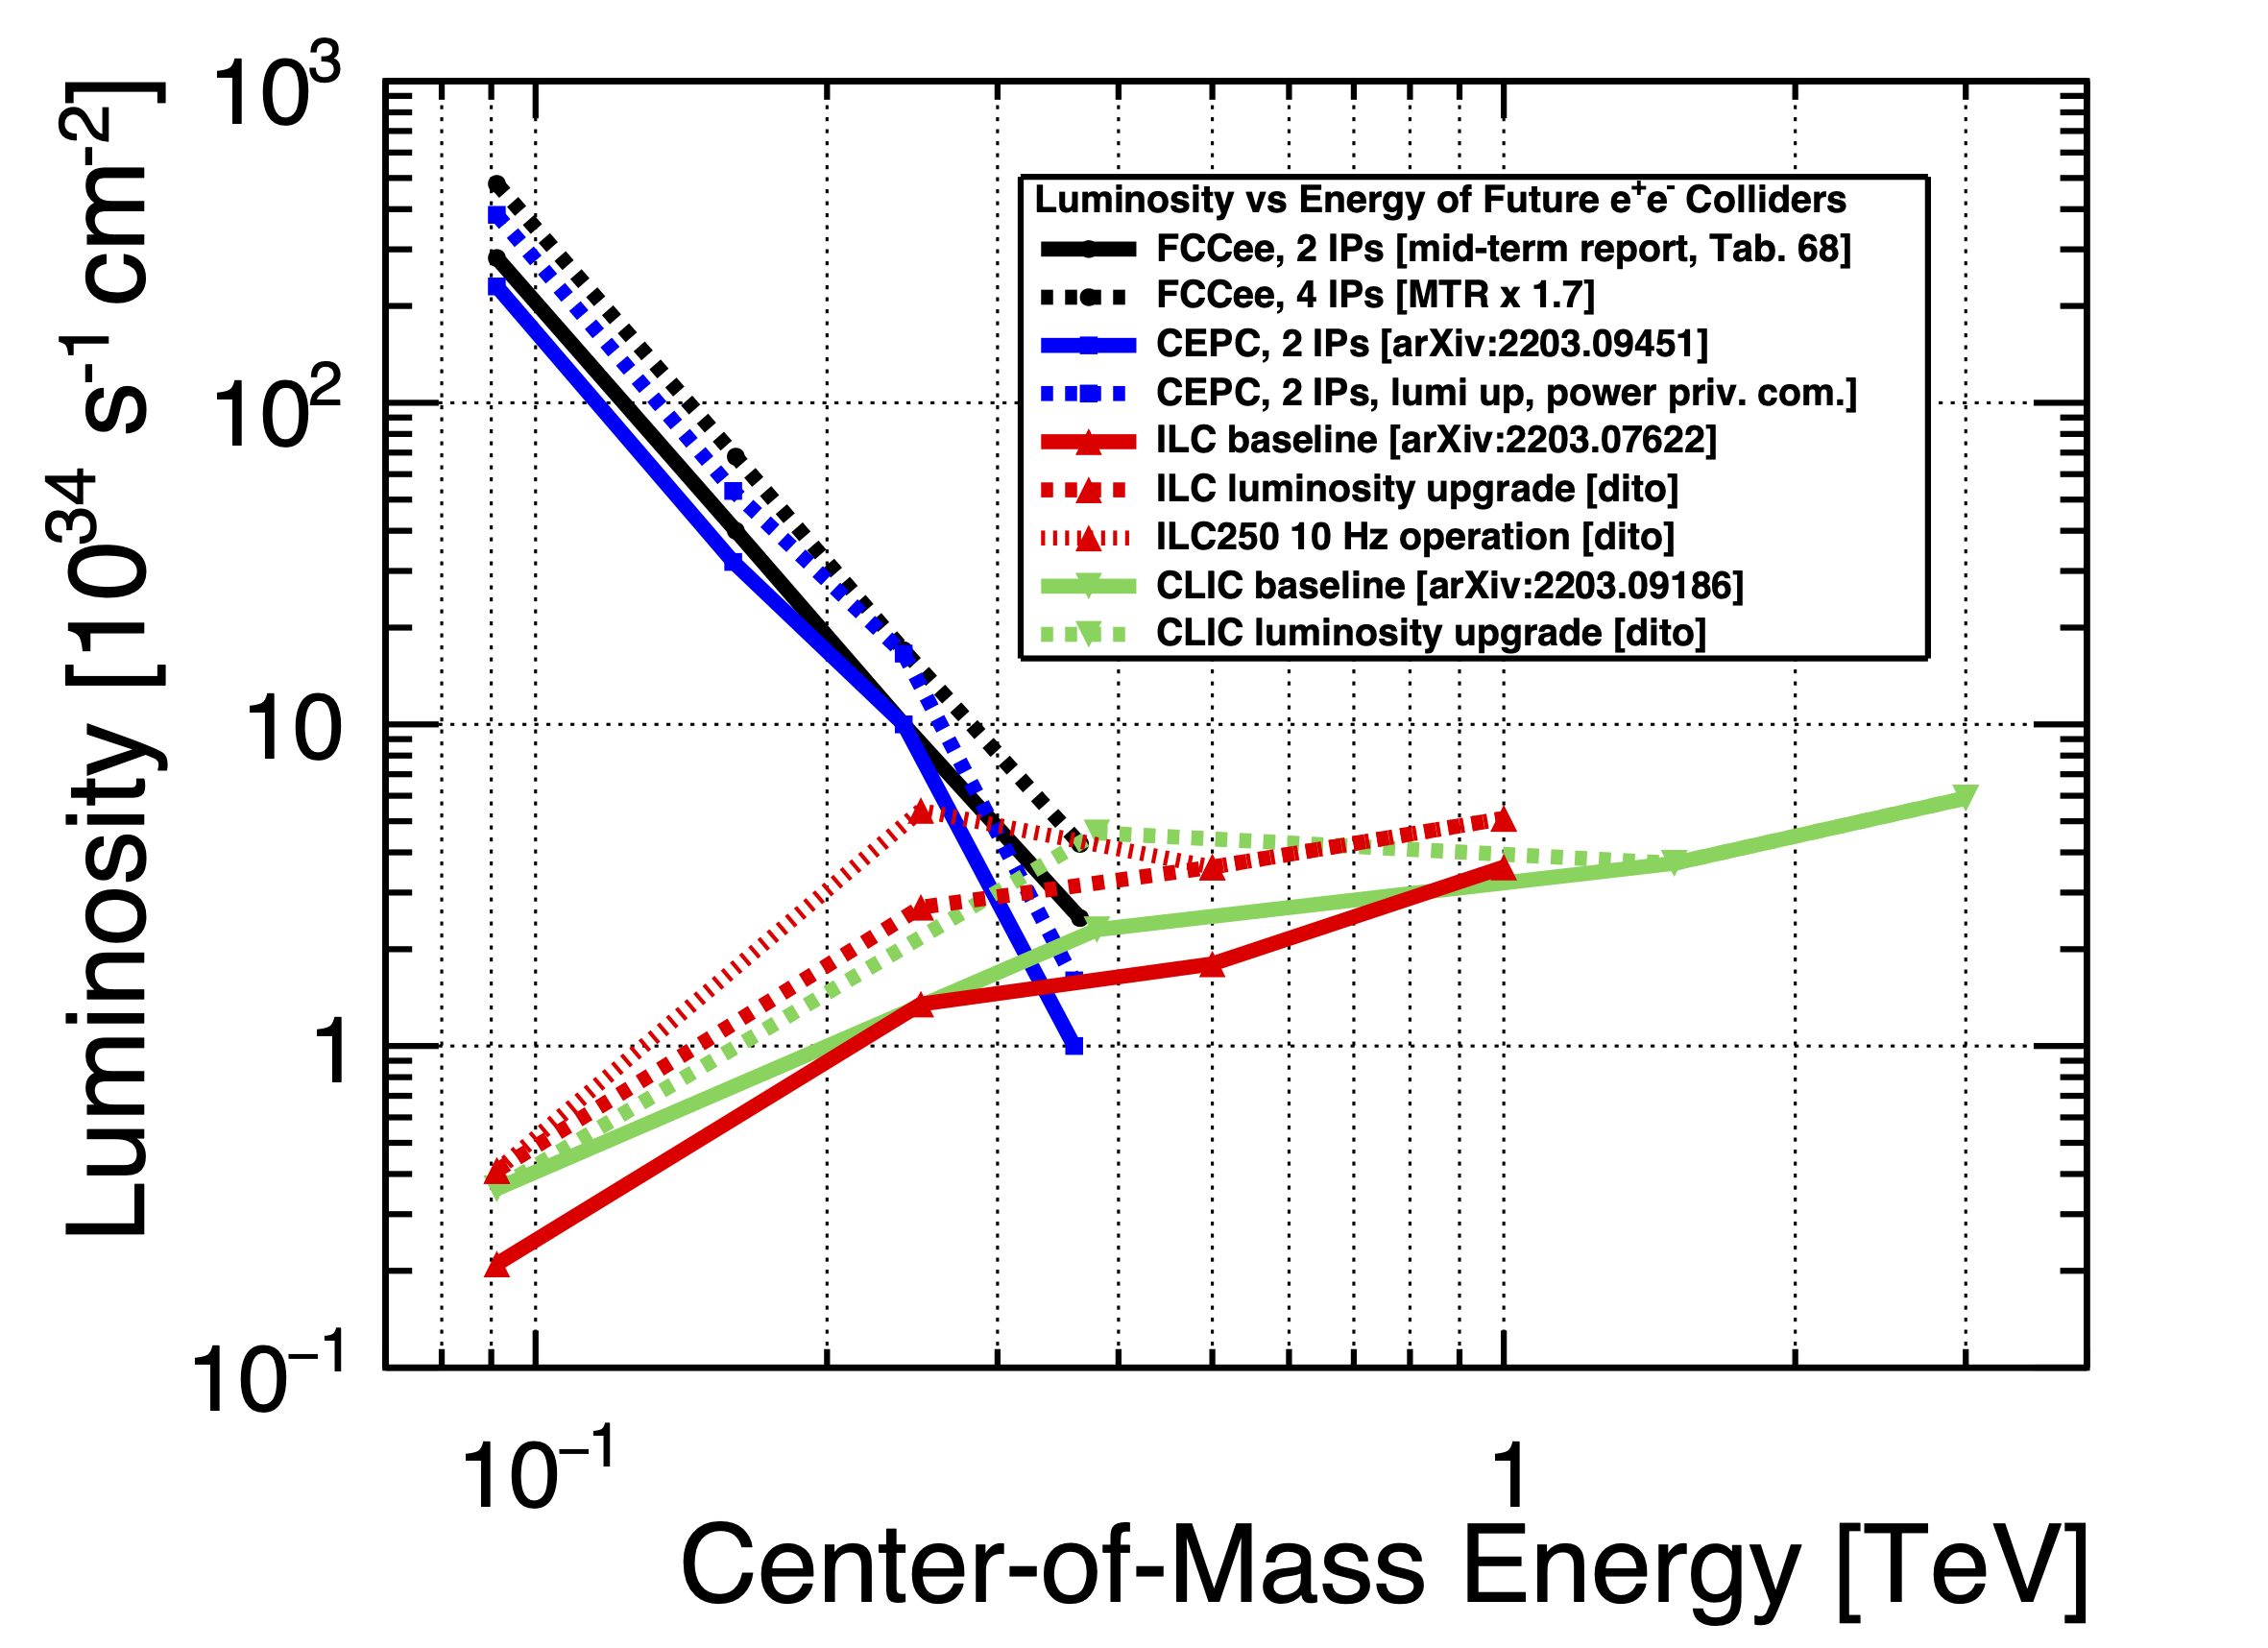 10³
10²
10
1
10⁻¹
Luminosity [10³⁴ s⁻¹ cm⁻²]
Luminosity vs Energy of Future e⁺e⁻ Colliders
FCCee, 2 IPs [mid-term report, Tab. 68]
FCCee, 4 IPs [MTR x 1.7]
CEPC, 2 IPs [arXiv:2203.09451]
CEPC, 2 IPs, lumi up, power priv. com.]
ILC baseline [arXiv:2203.07622]
ILC luminosity upgrade [dito]
ILC250 10 Hz operation [dito]
CLIC baseline [arXiv:2203.09186]
CLIC luminosity upgrade [dito]
10⁻¹ 1
Center-of-Mass Energy [TeV]